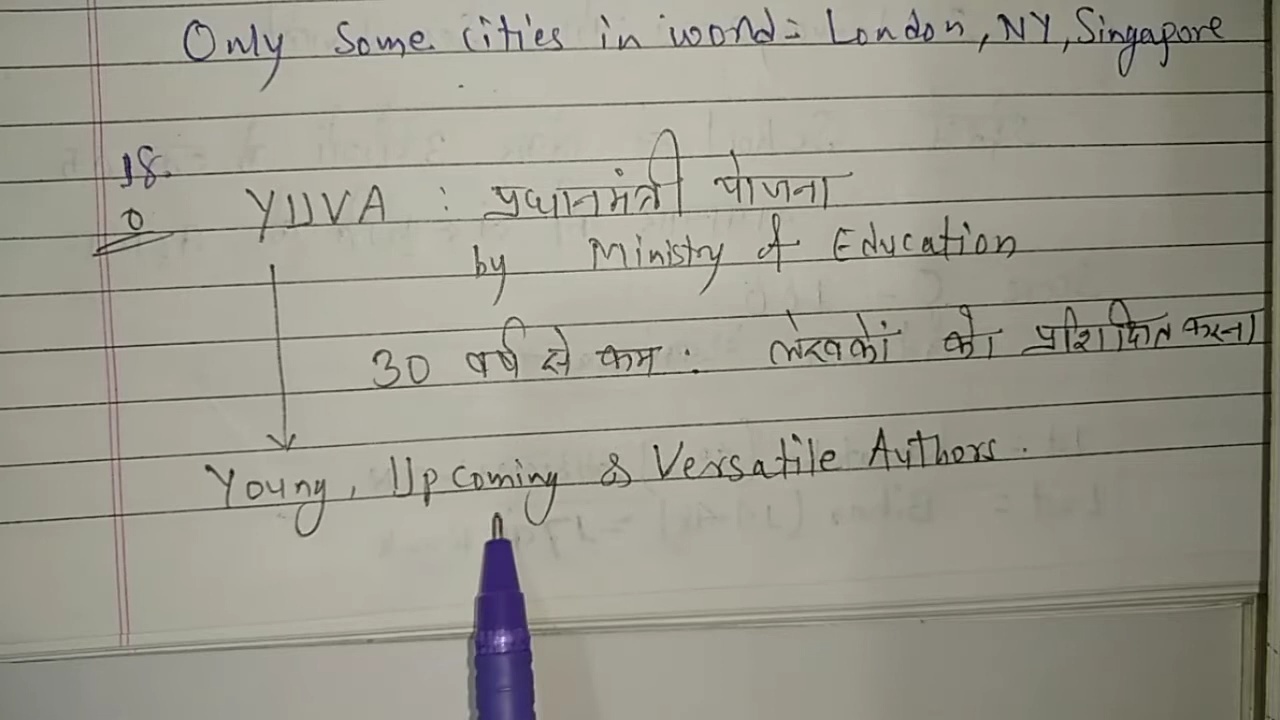 Only Some cities in world = London, NY, Singapore
18.
YUVA : प्रधानमंत्री योजना
by Ministry of Education
30 वर्ष से कम : लेखकों को प्रशिक्षित करना
Young, Upcoming & Versatile Authors.